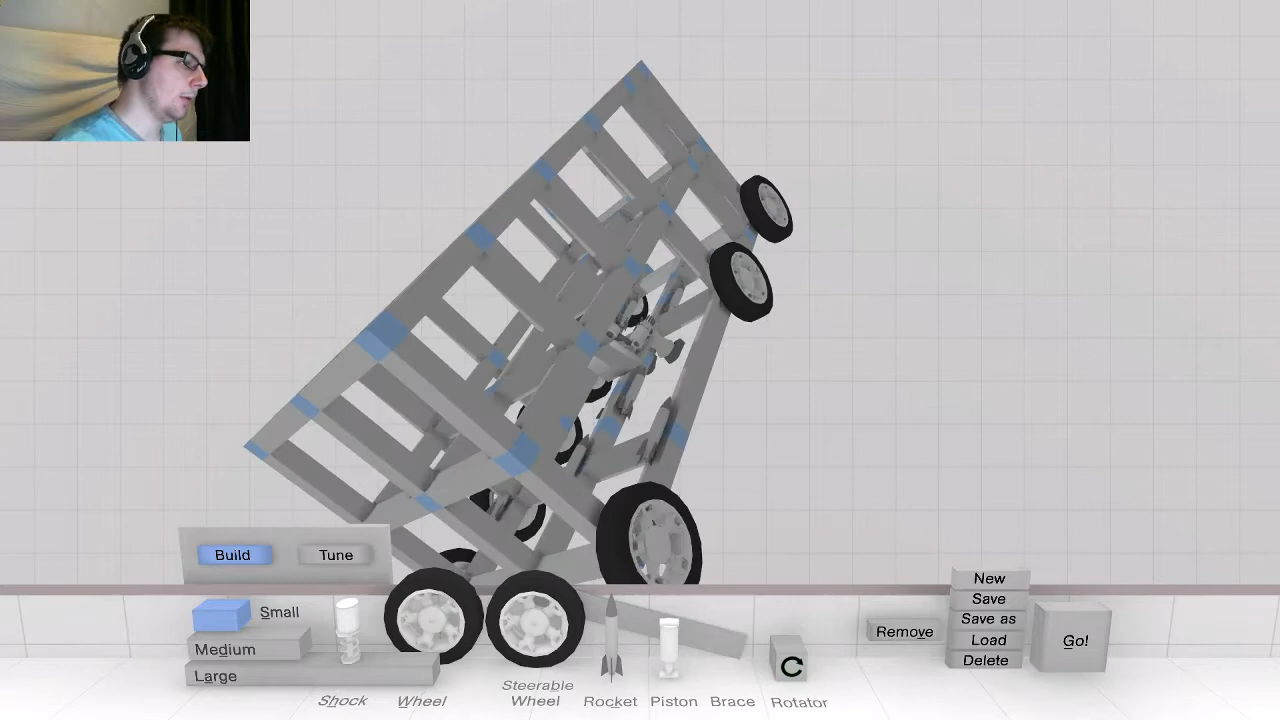 Build
Tune
Small
Medium
Large
Shock
Wheel
Steerable
Wheel
Rocket
Piston
Brace
Rotator
Remove
New
Save
Save as
Load
Delete
Go!